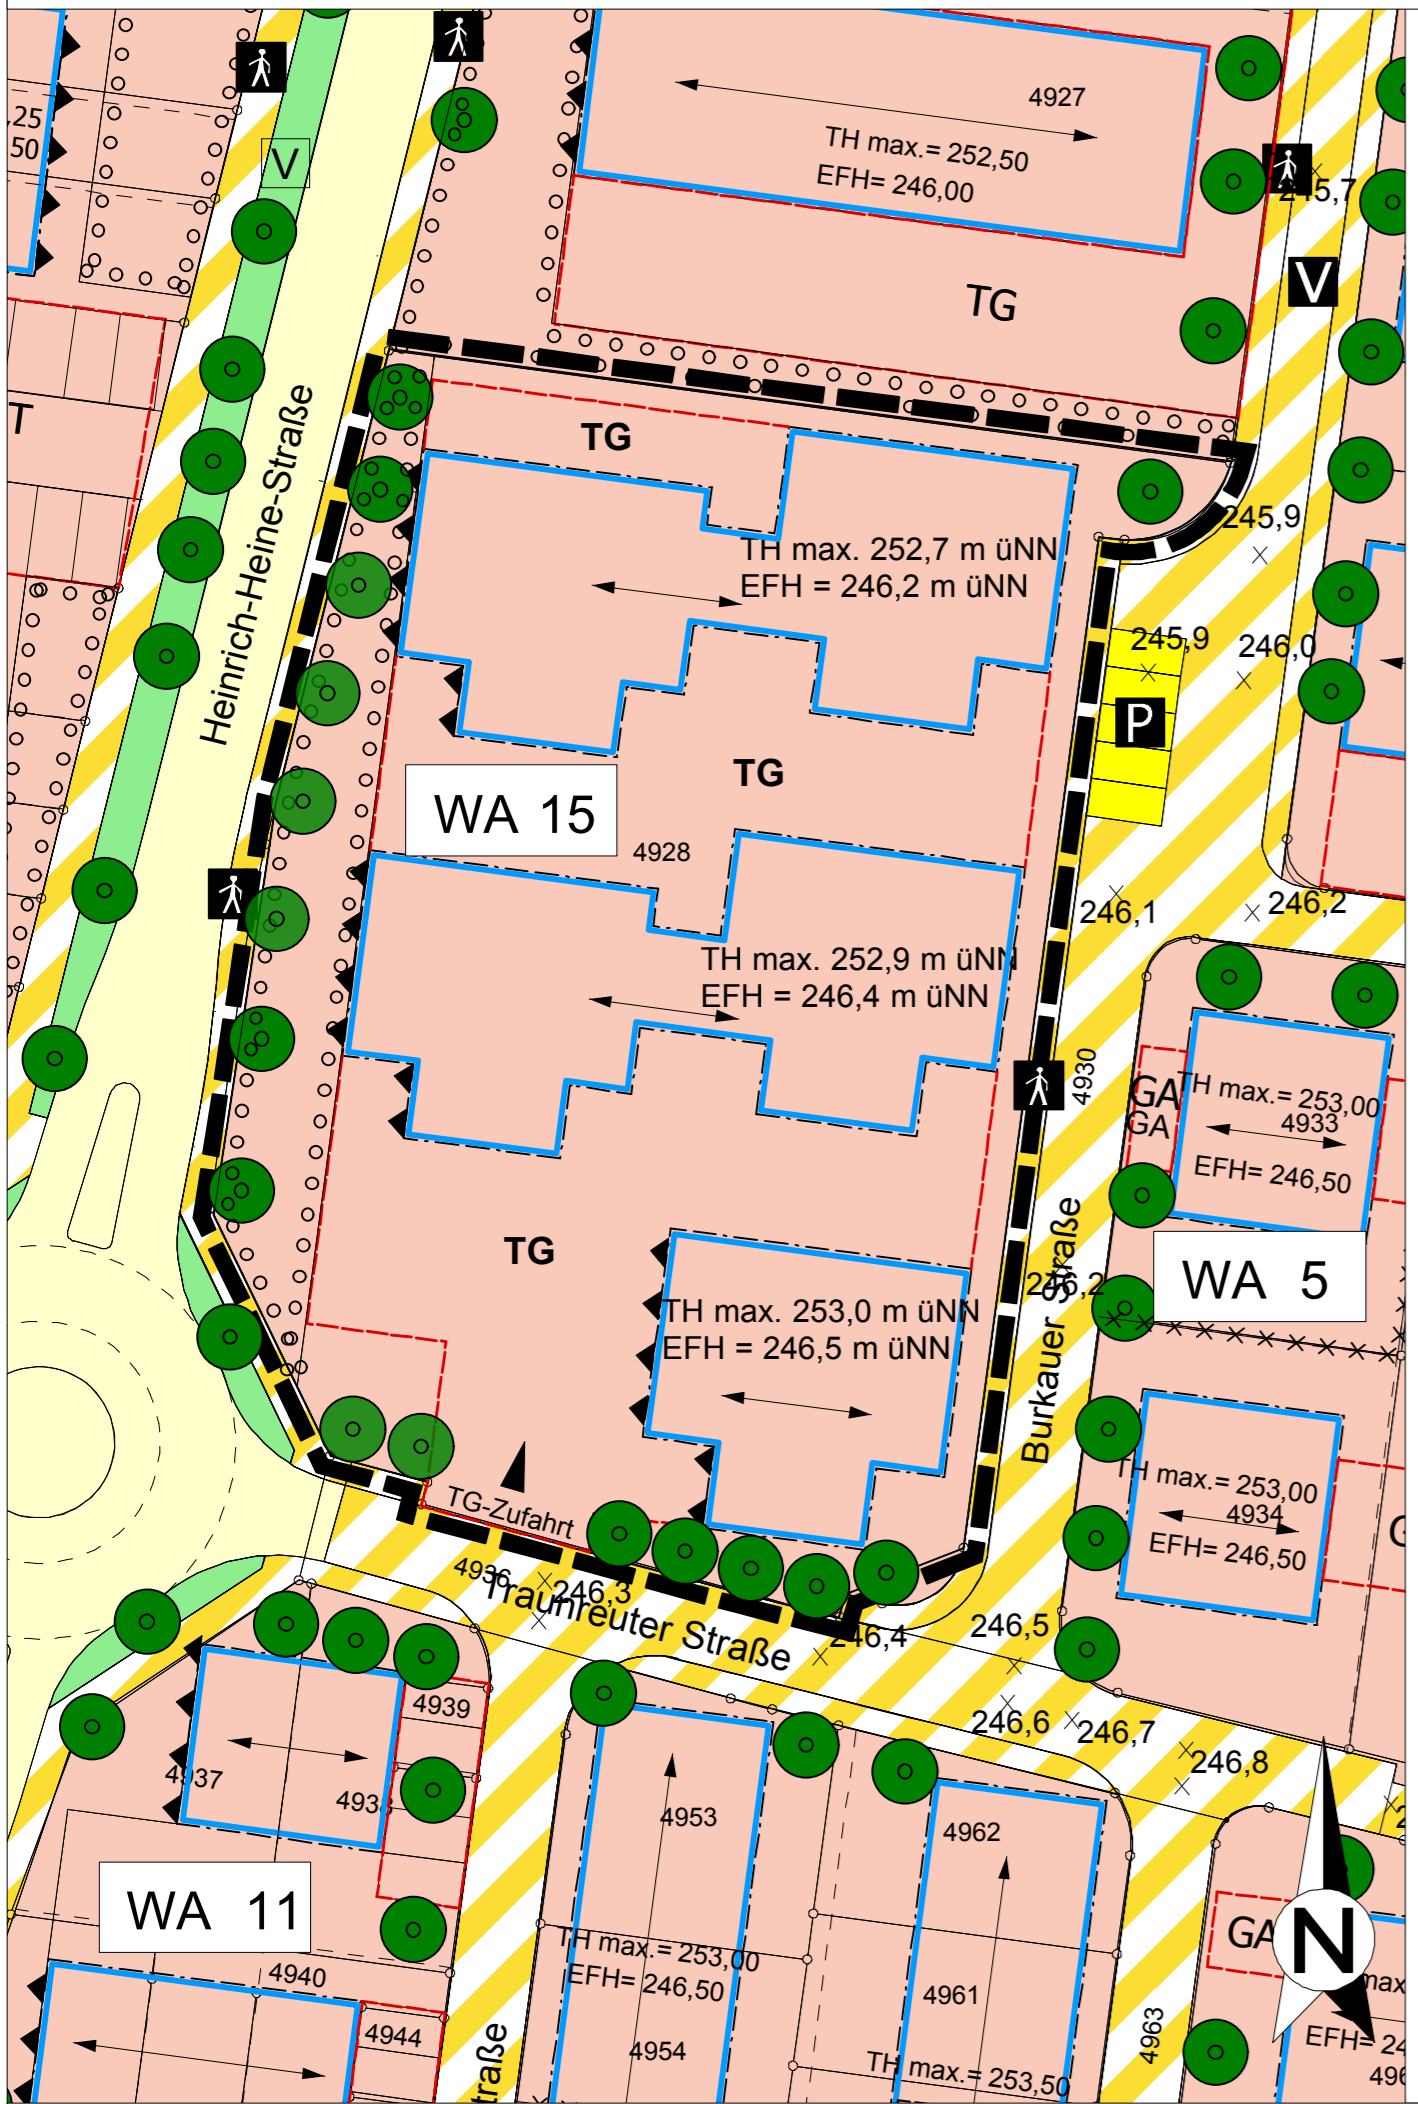 ,25
50
V
4927
TH max.= 252,50
EFH= 246,00
245,7
V
TG
T
Heinrich-Heine-Straße
TG
245,9
TH max. 252,7 m üNN
EFH = 246,2 m üNN
245,9
246,0
P
TG
WA 15
4928
246,1
246,2
TH max. 252,9 m üNN
EFH = 246,4 m üNN
4930
GA
GA
TH max.= 253,00
4933
EFH= 246,50
TG
246,2
Burkauer Straße
WA 5
TH max. 253,0 m üNN
EFH = 246,5 m üNN
TH max.= 253,00
4934
EFH= 246,50
TG-Zufahrt
4936
246,3
Traunreuter Straße
246,4
246,5
246,6
246,7
246,8
4939
4937
4938
4953
4962
WA 11
GA
N
TH max.= 253,00
EFH= 246,50
4940
4961
4944
4954
4963
traße
TH max.= 253,50
max
EFH= 24
496